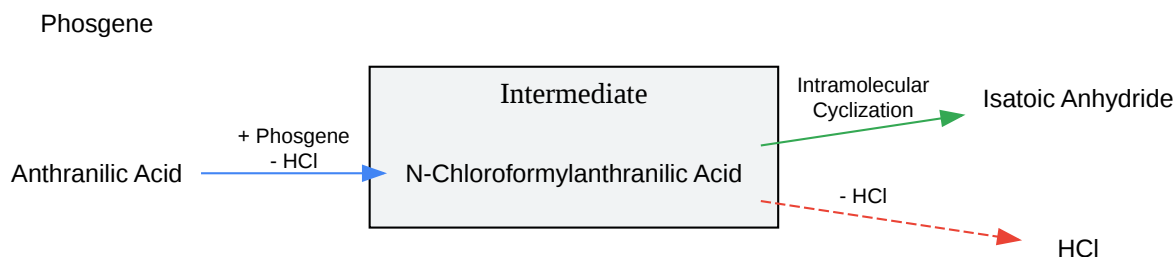 Phosgene
Intermediate
Intramolecular
Cyclization
Isatoic Anhydride
+ Phosgene
- HCl
Anthranilic Acid
N-Chloroformylanthranilic Acid
- HCl
HCl